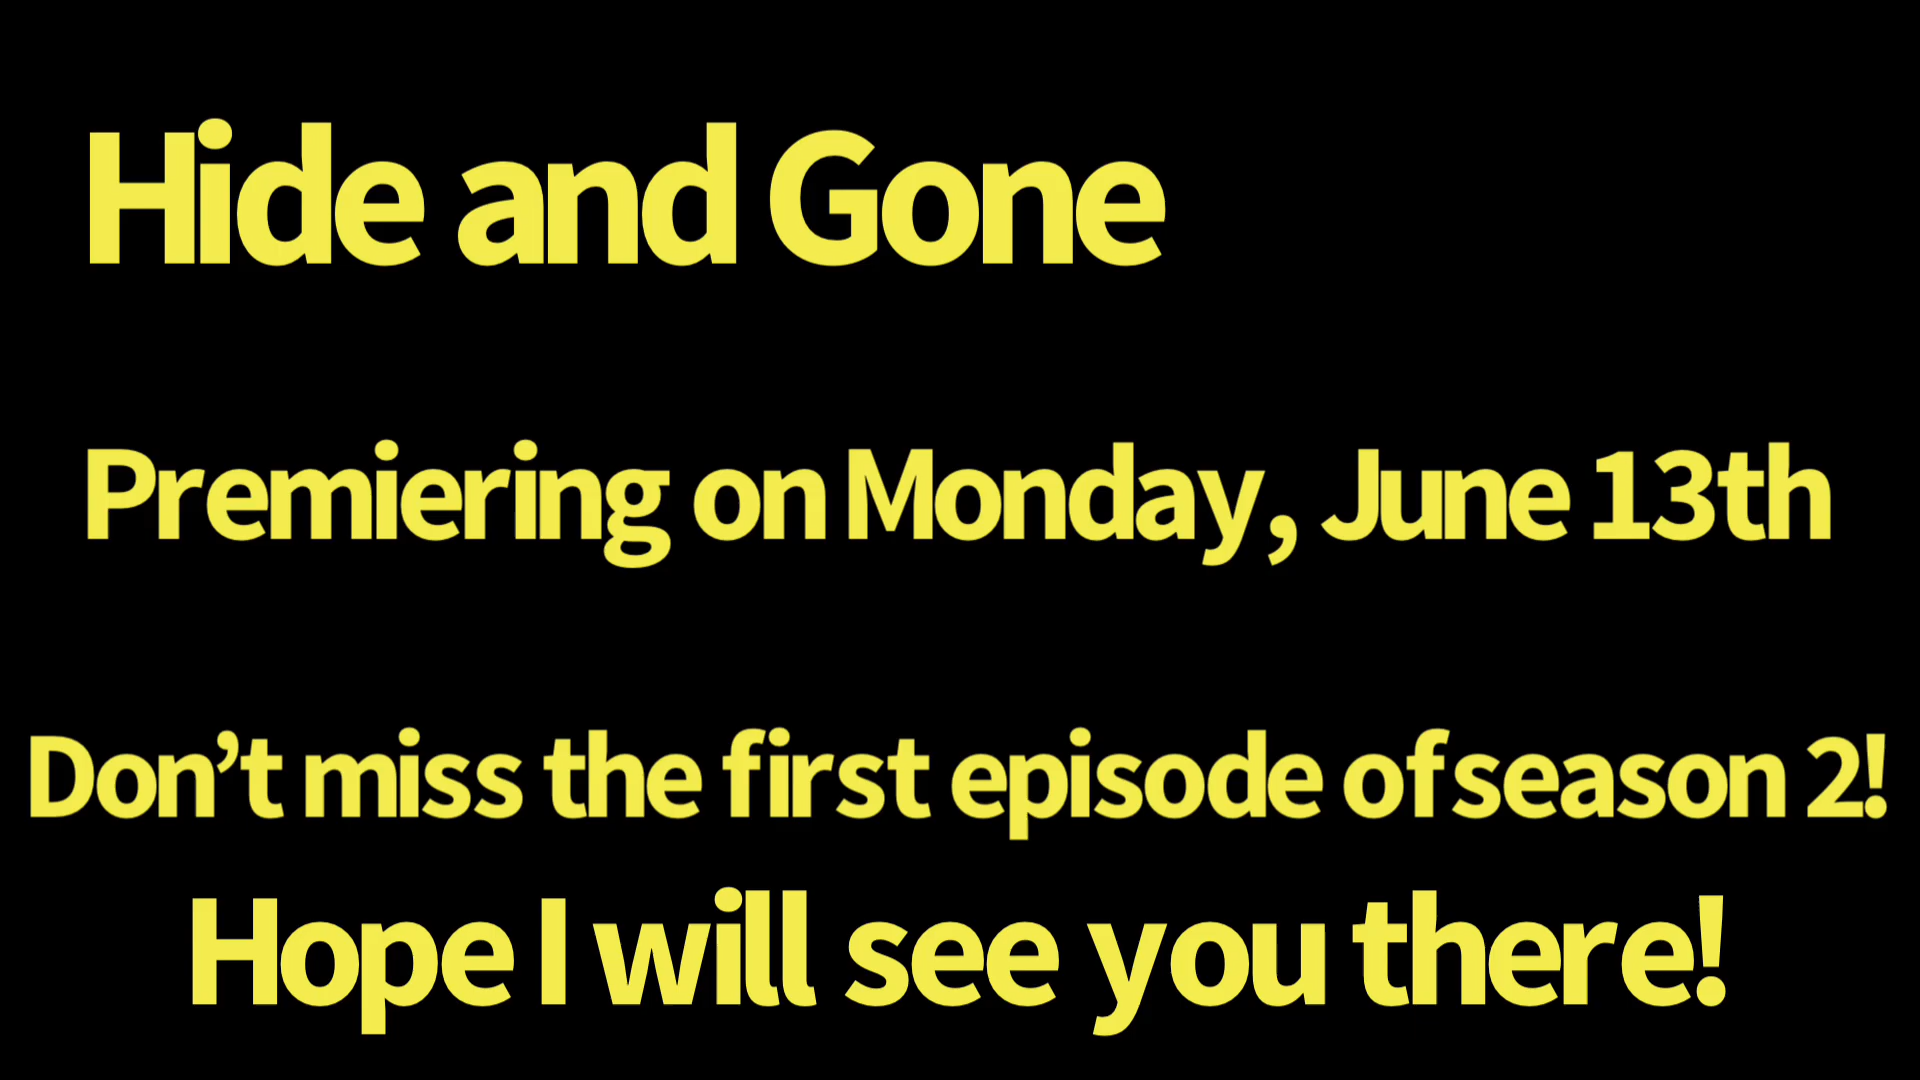 Hide and Gone
Premiering on Monday, June 13th
Don’t miss the first episode of season 2!
Hope I will see you there!